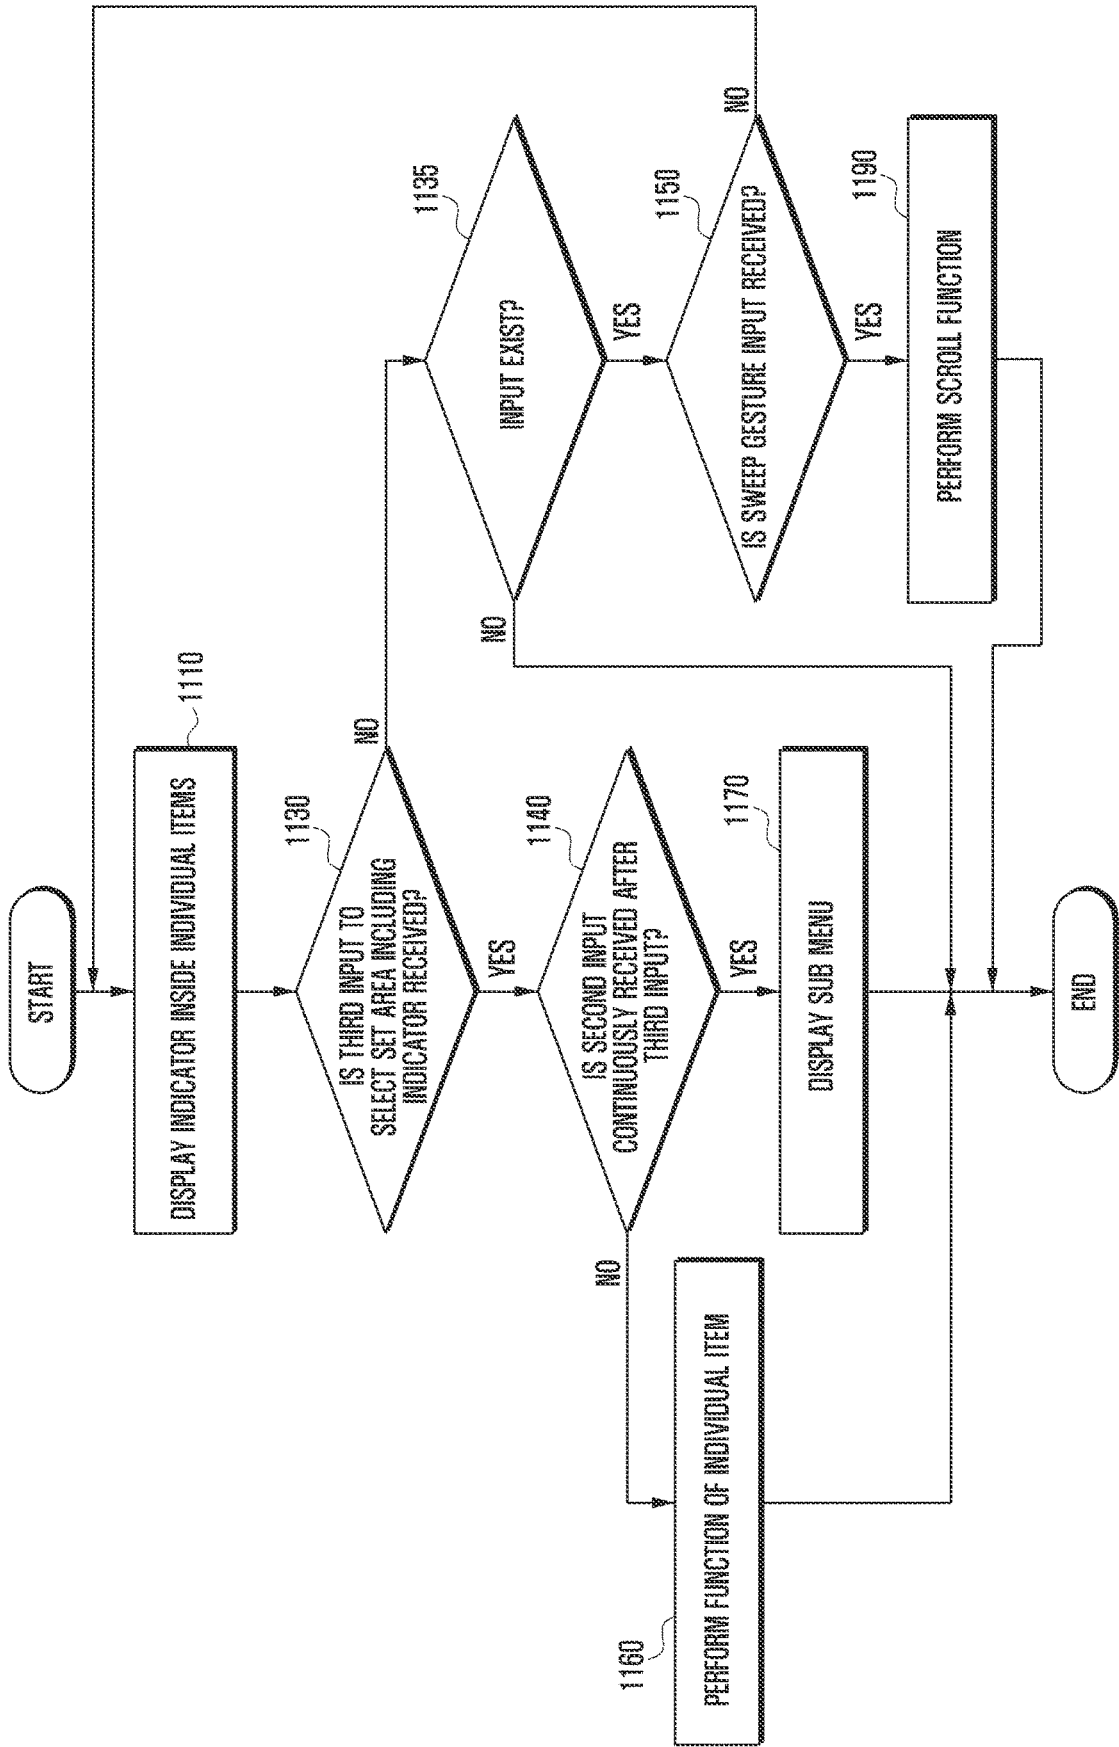 START
DISPLAY INDICATOR INSIDE INDIVIDUAL ITEMS
1110
IS THIRD INPUT TO
SELECT SET AREA INCLUDING
INDICATOR RECEIVED?
1130
NO
YES
INPUT EXIST?
1135
NO
YES
IS SECOND INPUT
CONTINUOUSLY RECEIVED AFTER
THIRD INPUT?
1140
NO
YES
IS SWEEP GESTURE INPUT RECEIVED?
1150
NO
YES
PERFORM FUNCTION OF INDIVIDUAL ITEM
1160
DISPLAY SUB MENU
1170
PERFORM SCROLL FUNCTION
1190
END